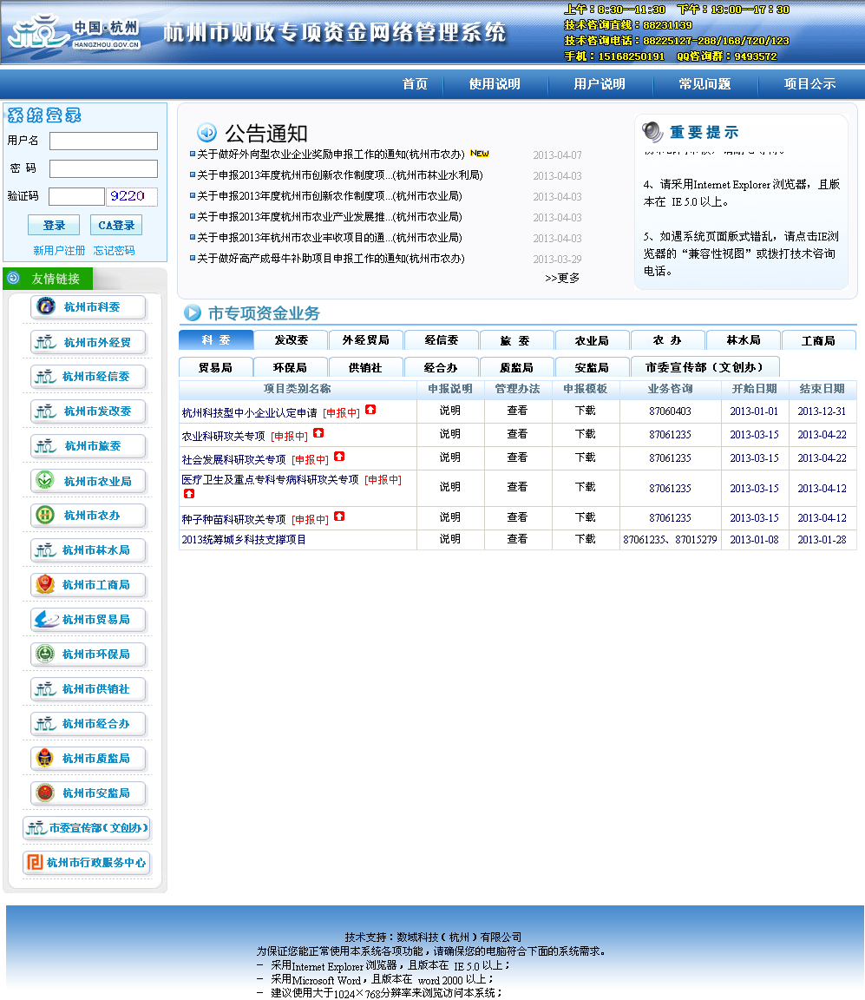 中国·杭州
HANGZHOU.GOV.CN
杭州市财政专项资金网络管理系统
上午：8:30--11:30 下午：13:00--17：30
技术咨询直线：88231139
技术咨询电话：88225127-288/168/720/123
手机：15168250191 QQ咨询群：9493572
首页 使用说明 用户说明 常见问题 项目公示
系统登录
用户名
密 码
验证码 9220
登录 CA登录
新用户注册 忘记密码
友情链接
杭州市科委
杭州市外经贸
杭州市经信委
杭州市发改委
杭州市旅委
杭州市农业局
杭州市农办
杭州市林水局
杭州市工商局
杭州市贸易局
杭州市环保局
杭州市供销社
杭州市经合办
杭州市质监局
杭州市安监局
市委宣传部（文创办）
杭州市行政服务中心
公告通知
关于做好外向型农业企业奖励申报工作的通知(杭州市农办) NEW 2013-04-07
关于申报2013年度杭州市创新农作制度项...(杭州市林业水利局) 2013-04-03
关于申报2013年度杭州市创新农作制度项...(杭州市农业局) 2013-04-03
关于申报2013年度杭州市农业产业发展推...(杭州市农业局) 2013-04-03
关于申报2013年杭州市农业丰收项目的通...(杭州市农业局) 2013-04-03
关于做好高产成母牛补助项目申报工作的通知(杭州市农办) 2013-03-29
>>更多
重要提示
4、请采用Internet Explorer 浏览器，且版
本在 IE 5.0 以上。
5、如遇系统页面版式错乱，请点击IE浏
览器的“兼容性视图”或拨打技术咨询
电话。
市专项资金业务
科 委 发改委 外经贸局 经信委 旅 委 农业局 农 办 林水局 工商局
贸易局 环保局 供销社 经合办 质监局 安监局 市委宣传部（文创办）
项目类别名称 申报说明 管理办法 申报模板 业务咨询 开始日期 结束日期
杭州科技型中小企业认定申请 [申报中] 说明 查看 下载 87060403 2013-01-01 2013-12-31
农业科研攻关专项 [申报中] 说明 查看 下载 87061235 2013-03-15 2013-04-22
社会发展科研攻关专项 [申报中] 说明 查看 下载 87061235 2013-03-15 2013-04-22
医疗卫生及重点专科专病科研攻关专项 [申报中] 说明 查看 下载 87061235 2013-03-15 2013-04-12
种子种苗科研攻关专项 [申报中] 说明 查看 下载 87061235 2013-03-15 2013-04-12
2013统筹城乡科技支撑项目 说明 查看 下载 87061235、87015279 2013-01-08 2013-01-28
技术支持：数域科技（杭州）有限公司
为保证您能正常使用本系统各项功能，请确保您的电脑符合下面的系统需求。
－ 采用Internet Explorer 浏览器，且版本在 IE 5.0 以上；
－ 采用Microsoft Word，且版本在 word 2000 以上；
－ 建议使用大于1024×768分辨率来浏览访问本系统；